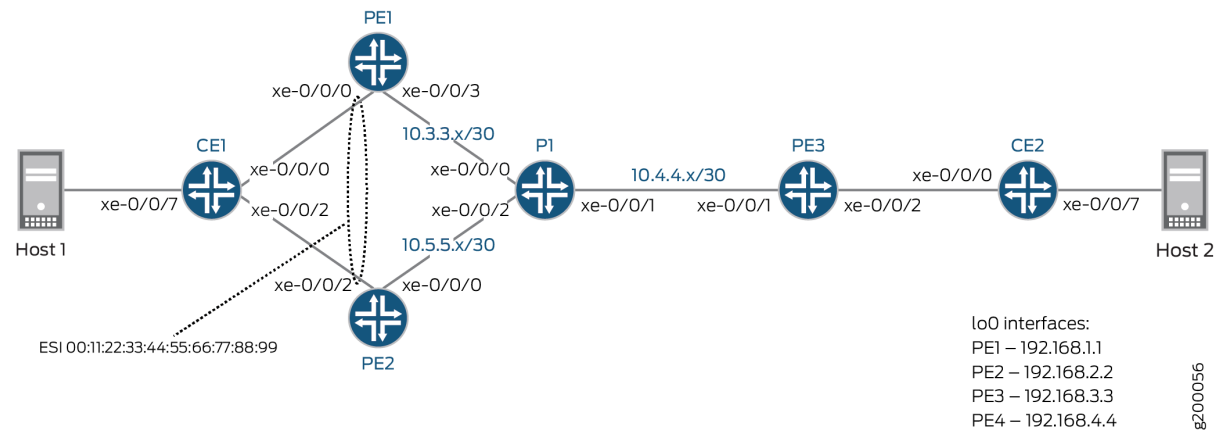 PE1
xe-0/0/0
xe-0/0/3
10.3.3.x/30
CE1
P1
PE3
CE2
xe-0/0/0
xe-0/0/0
10.4.4.x/30
xe-0/0/0
xe-0/0/7
xe-0/0/2
xe-0/0/2
xe-0/0/1
xe-0/0/1
xe-0/0/2
xe-0/0/7
Host 1
10.5.5.x/30
Host 2
xe-0/0/2
xe-0/0/0
ESI 00:11:22:33:44:55:66:77:88:99
PE2
lo0 interfaces:
PE1 – 192.168.1.1
PE2 – 192.168.2.2
PE3 – 192.168.3.3
PE4 – 192.168.4.4
g200056